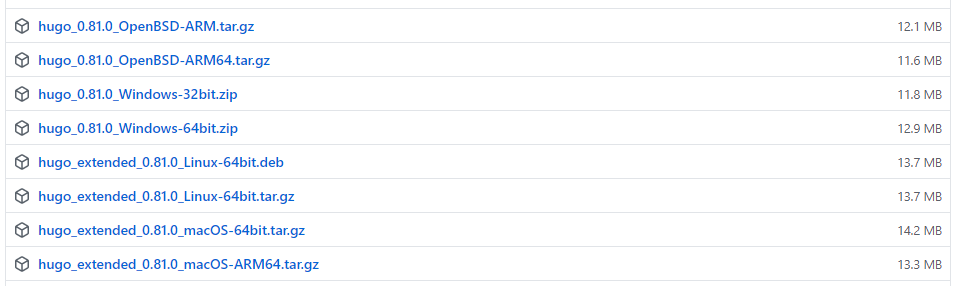 hugo_0.81.0_OpenBSD-ARM.tar.gz 12.1 MB
hugo_0.81.0_OpenBSD-ARM64.tar.gz 11.6 MB
hugo_0.81.0_Windows-32bit.zip 11.8 MB
hugo_0.81.0_Windows-64bit.zip 12.9 MB
hugo_extended_0.81.0_Linux-64bit.deb 13.7 MB
hugo_extended_0.81.0_Linux-64bit.tar.gz 13.7 MB
hugo_extended_0.81.0_macOS-64bit.tar.gz 14.2 MB
hugo_extended_0.81.0_macOS-ARM64.tar.gz 13.3 MB